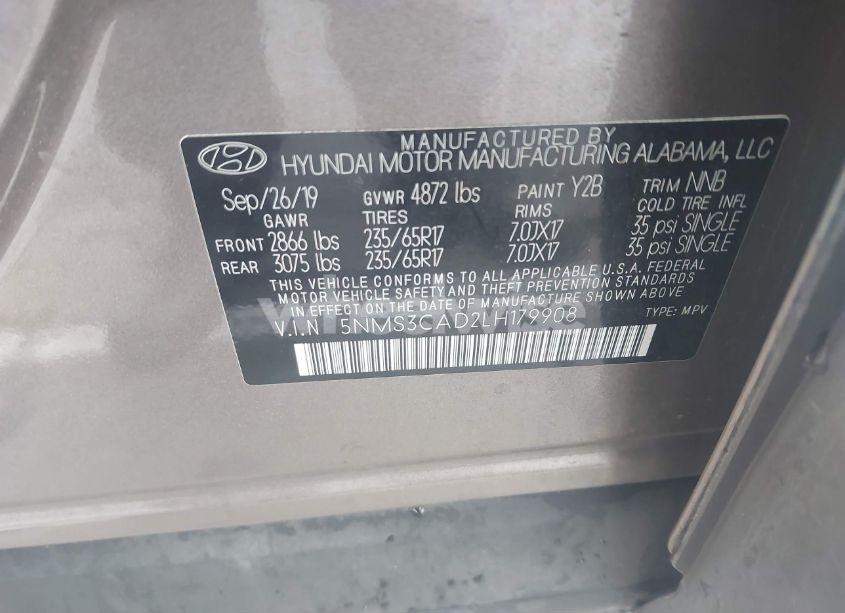 MANUFACTURED BY
HYUNDAI MOTOR MANUFACTURING ALABAMA, LLC
Sep/26/19 GVWR 4872 lbs PAINT Y2B TRIM NNB
GAWR TIRES RIMS COLD TIRE INFL
FRONT 2866 lbs 235/65R17 7.0JX17 35 psi SINGLE
REAR 3075 lbs 235/65R17 7.0JX17 35 psi SINGLE
THIS VEHICLE CONFORMS TO ALL APPLICABLE U.S.A. FEDERAL
MOTOR VEHICLE SAFETY AND THEFT PREVENTION STANDARDS
IN EFFECT ON THE DATE OF MANUFACTURE SHOWN ABOVE
V.I.N 5NMS3CAD2LH179908 TYPE: MPV